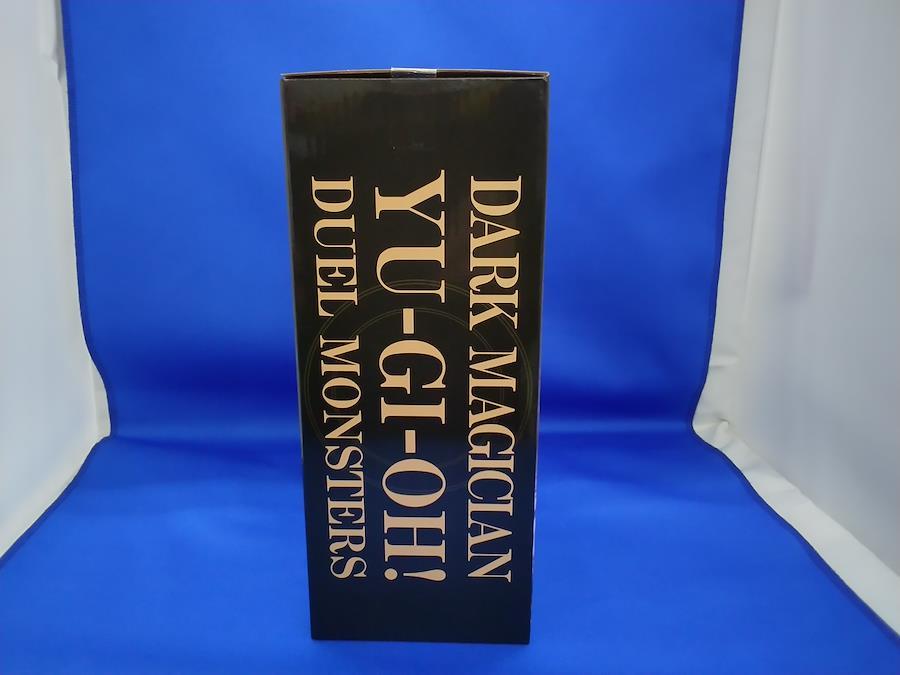 DARK MAGICIAN
YU-GI-OH!
DUEL MONSTERS